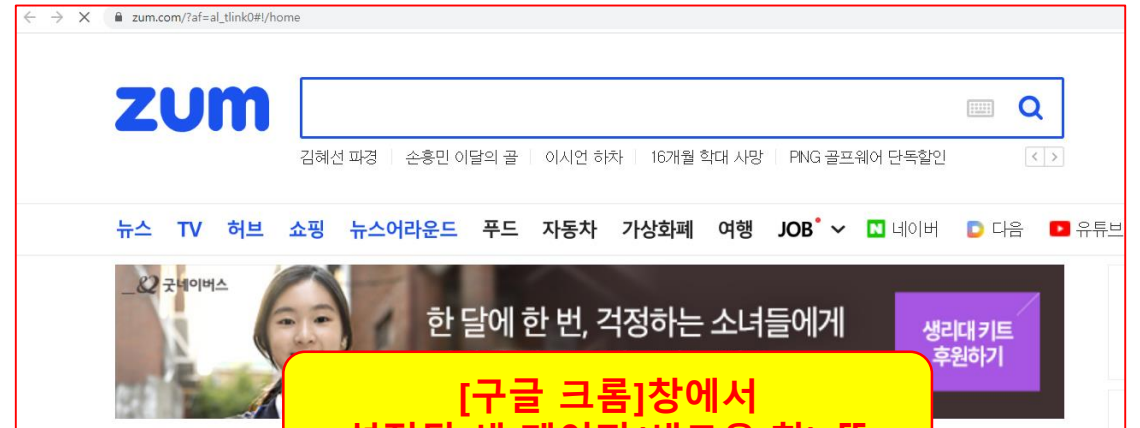 zum.com/?af=al_tlink0#!/home
zum
김혜선 파경 손흥민 이달의 골 이시언 하차 16개월 학대 사망 PING 골프웨어 단독할인
뉴스 TV 허브 쇼핑 뉴스어라운드 푸드 자동차 가상화폐 여행 JOB N 네이버 다음 유튜브
굿네이버스
한 달에 한 번, 걱정하는 소녀들에게
생리대 키트
후원하기
[구글 크롬]창에서